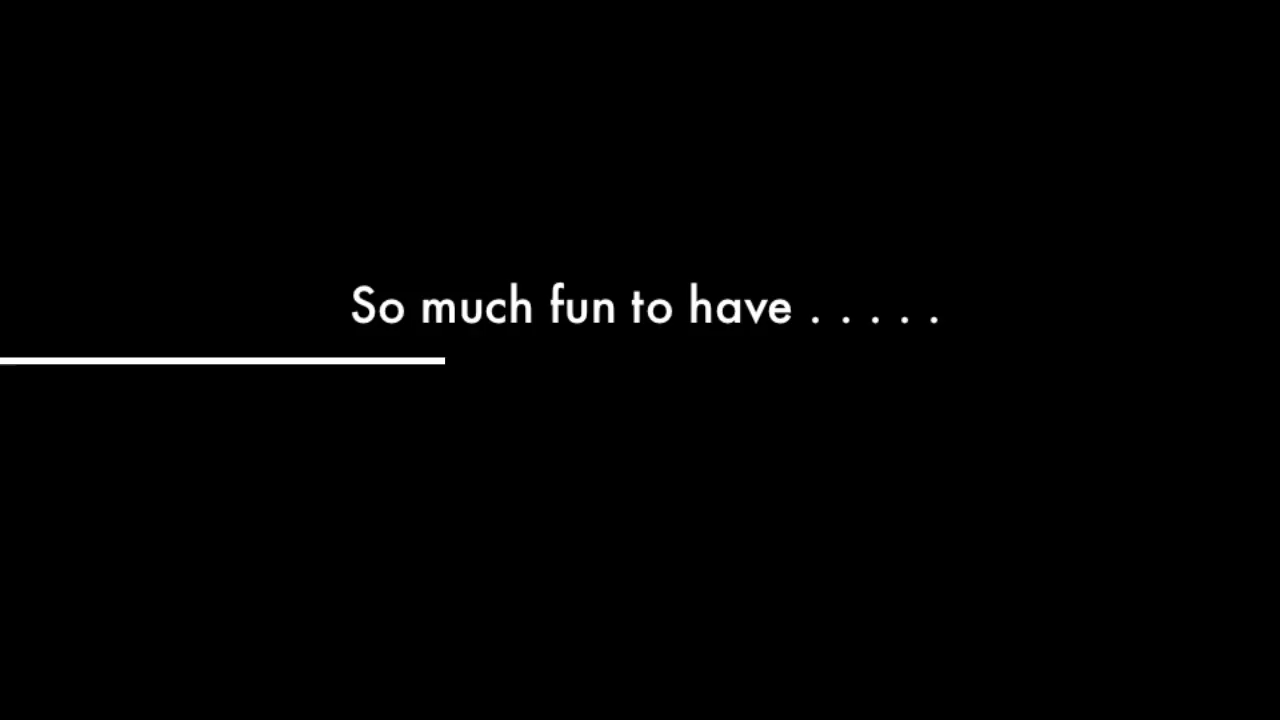 So much fun to have . . . . .